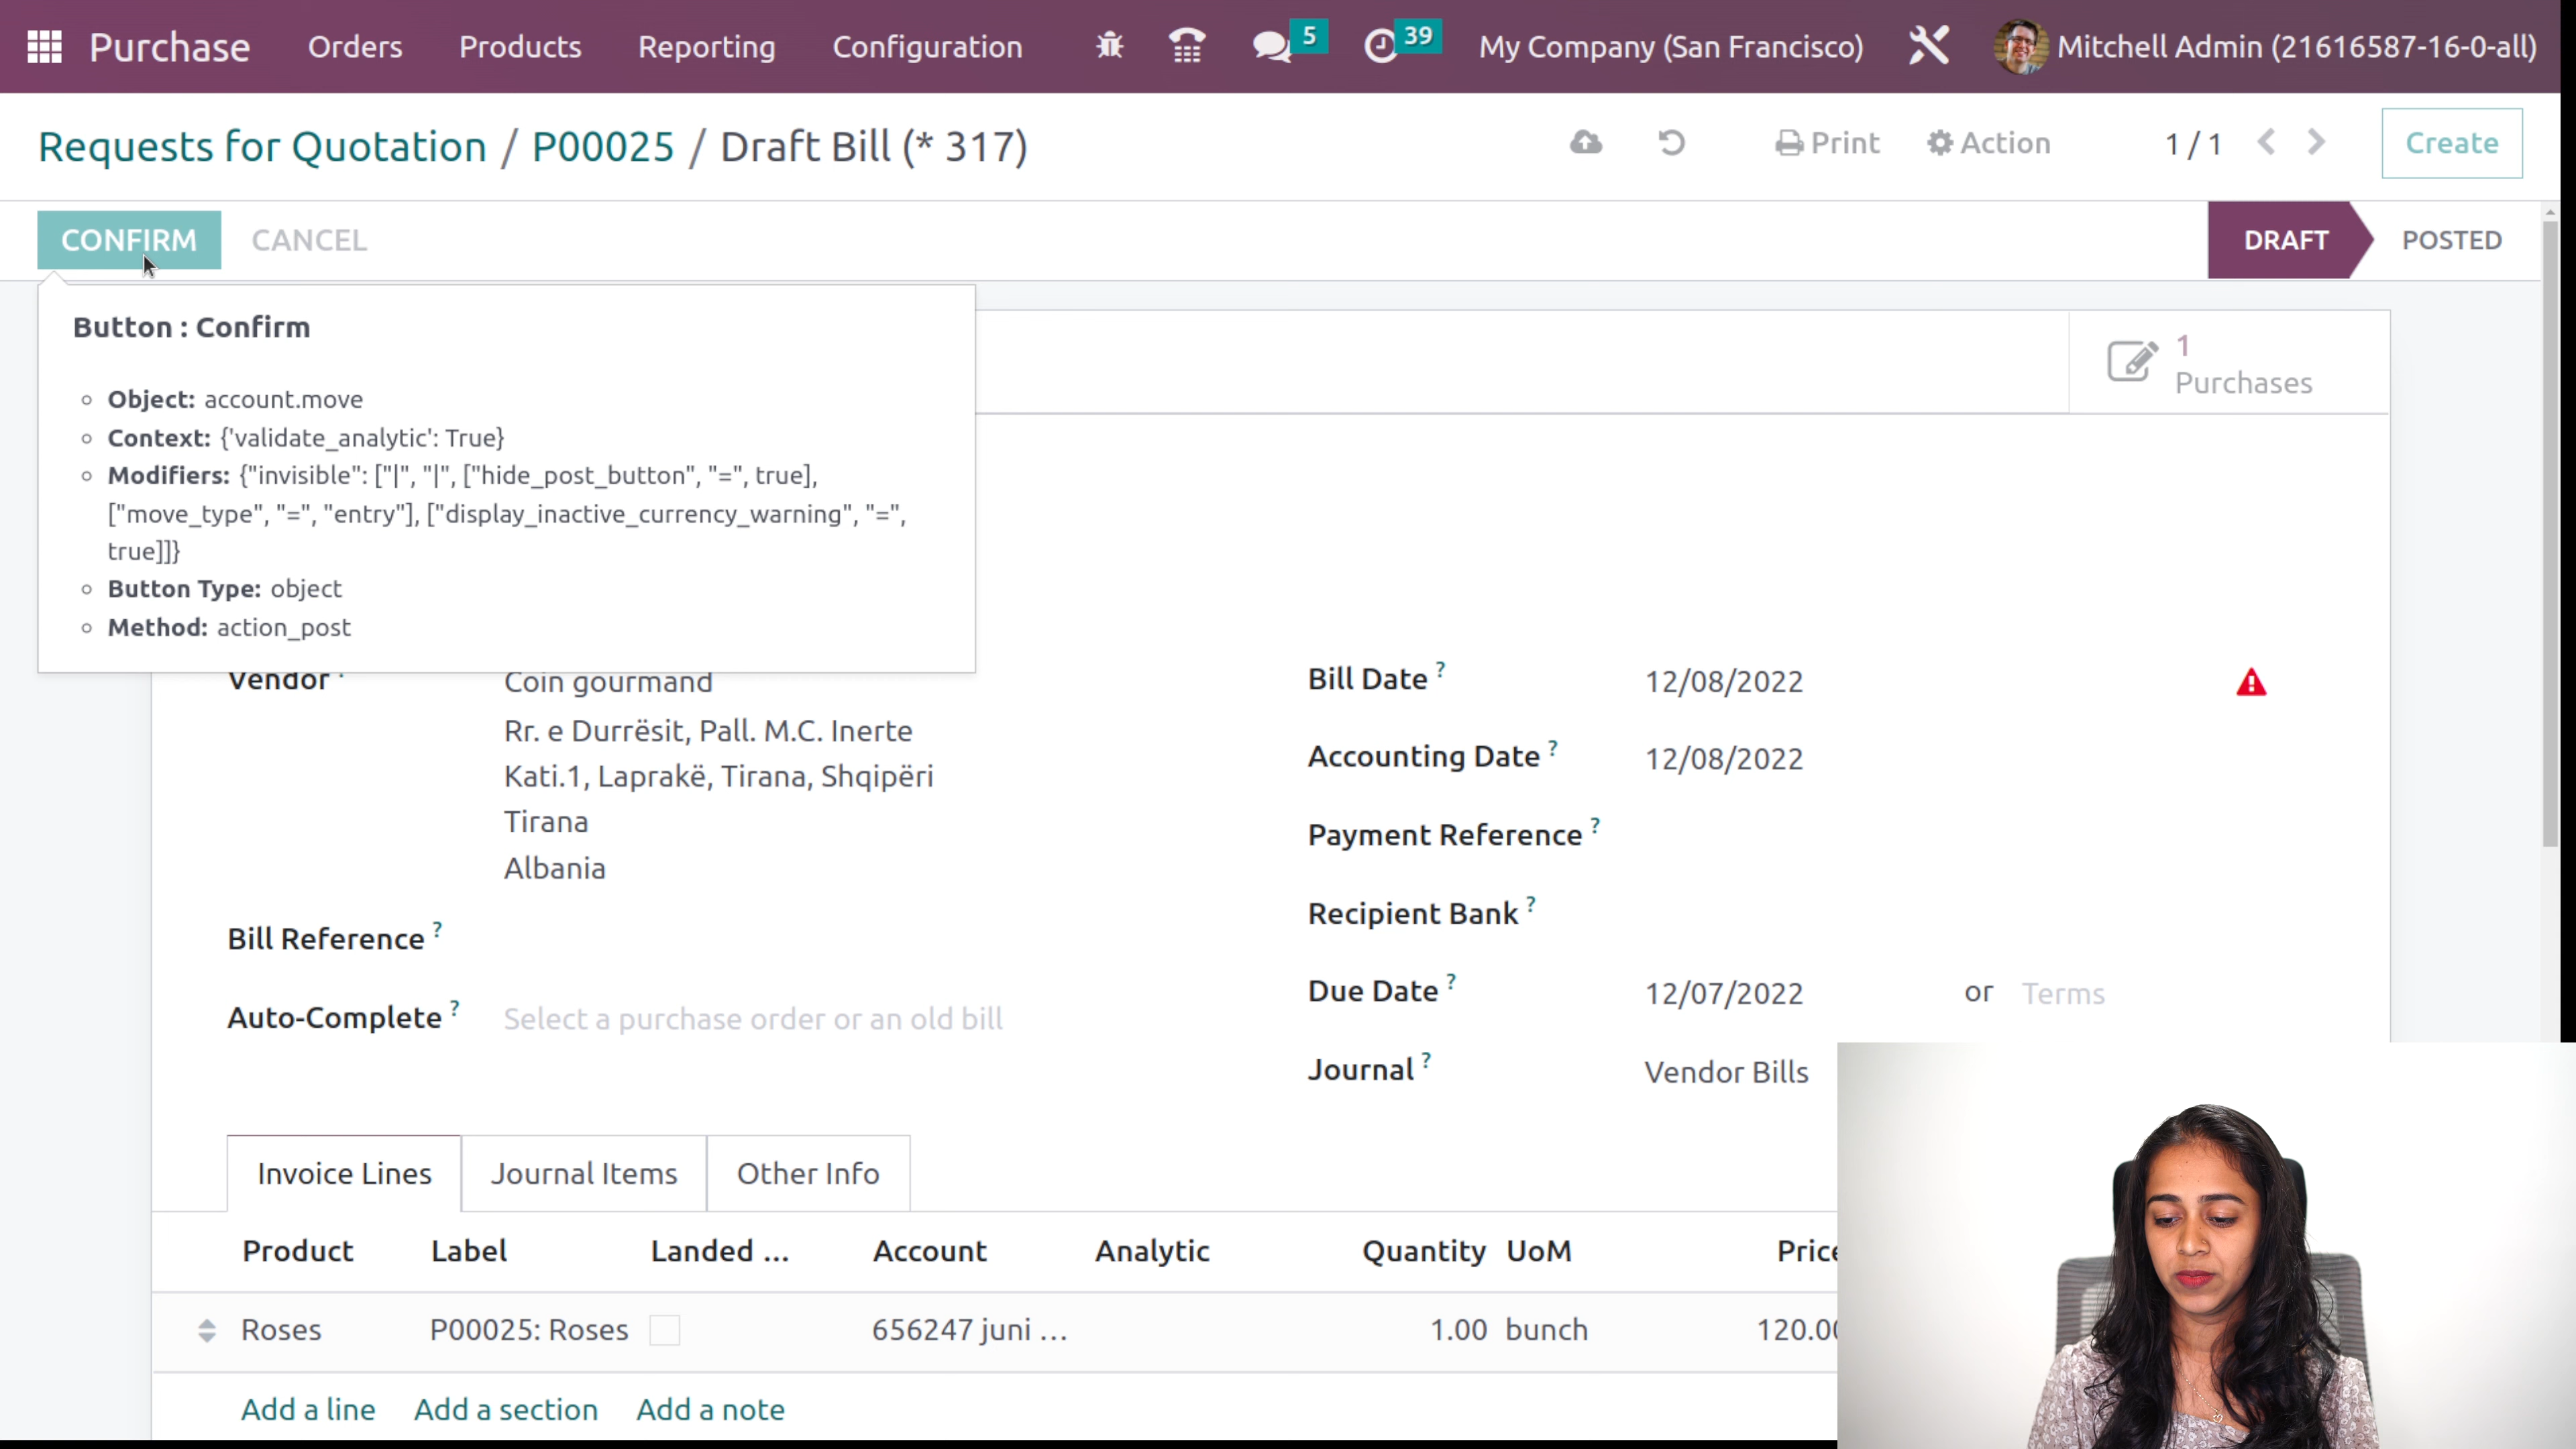 Purchase Orders Products Reporting Configuration 5 39 My Company (San Francisco) Mitchell Admin (21616587-16-0-all)
Requests for Quotation / P00025 / Draft Bill (* 317) Print Action 1 / 1 Create
CONFIRM CANCEL DRAFT POSTED
Button : Confirm
Object: account.move
Context: {'validate_analytic': True}
Modifiers: {"invisible": ["|", "|", ["hide_post_button", "=", true],
["move_type", "=", "entry"], ["display_inactive_currency_warning", "=",
true]]}
Button Type: object
Method: action_post
1
Purchases
Vendor Coin gourmand
Rr. e Durrësit, Pall. M.C. Inerte
Kati.1, Laprakë, Tirana, Shqipëri
Tirana
Albania
Bill Reference ?
Auto-Complete ? Select a purchase order or an old bill
Bill Date ? 12/08/2022
Accounting Date ? 12/08/2022
Payment Reference ?
Recipient Bank ?
Due Date ? 12/07/2022 or Terms
Journal ? Vendor Bills
Invoice Lines Journal Items Other Info
Product Label Landed ... Account Analytic Quantity UoM Price
Roses P00025: Roses 656247 juni ... 1.00 bunch 120.00
Add a line Add a section Add a note